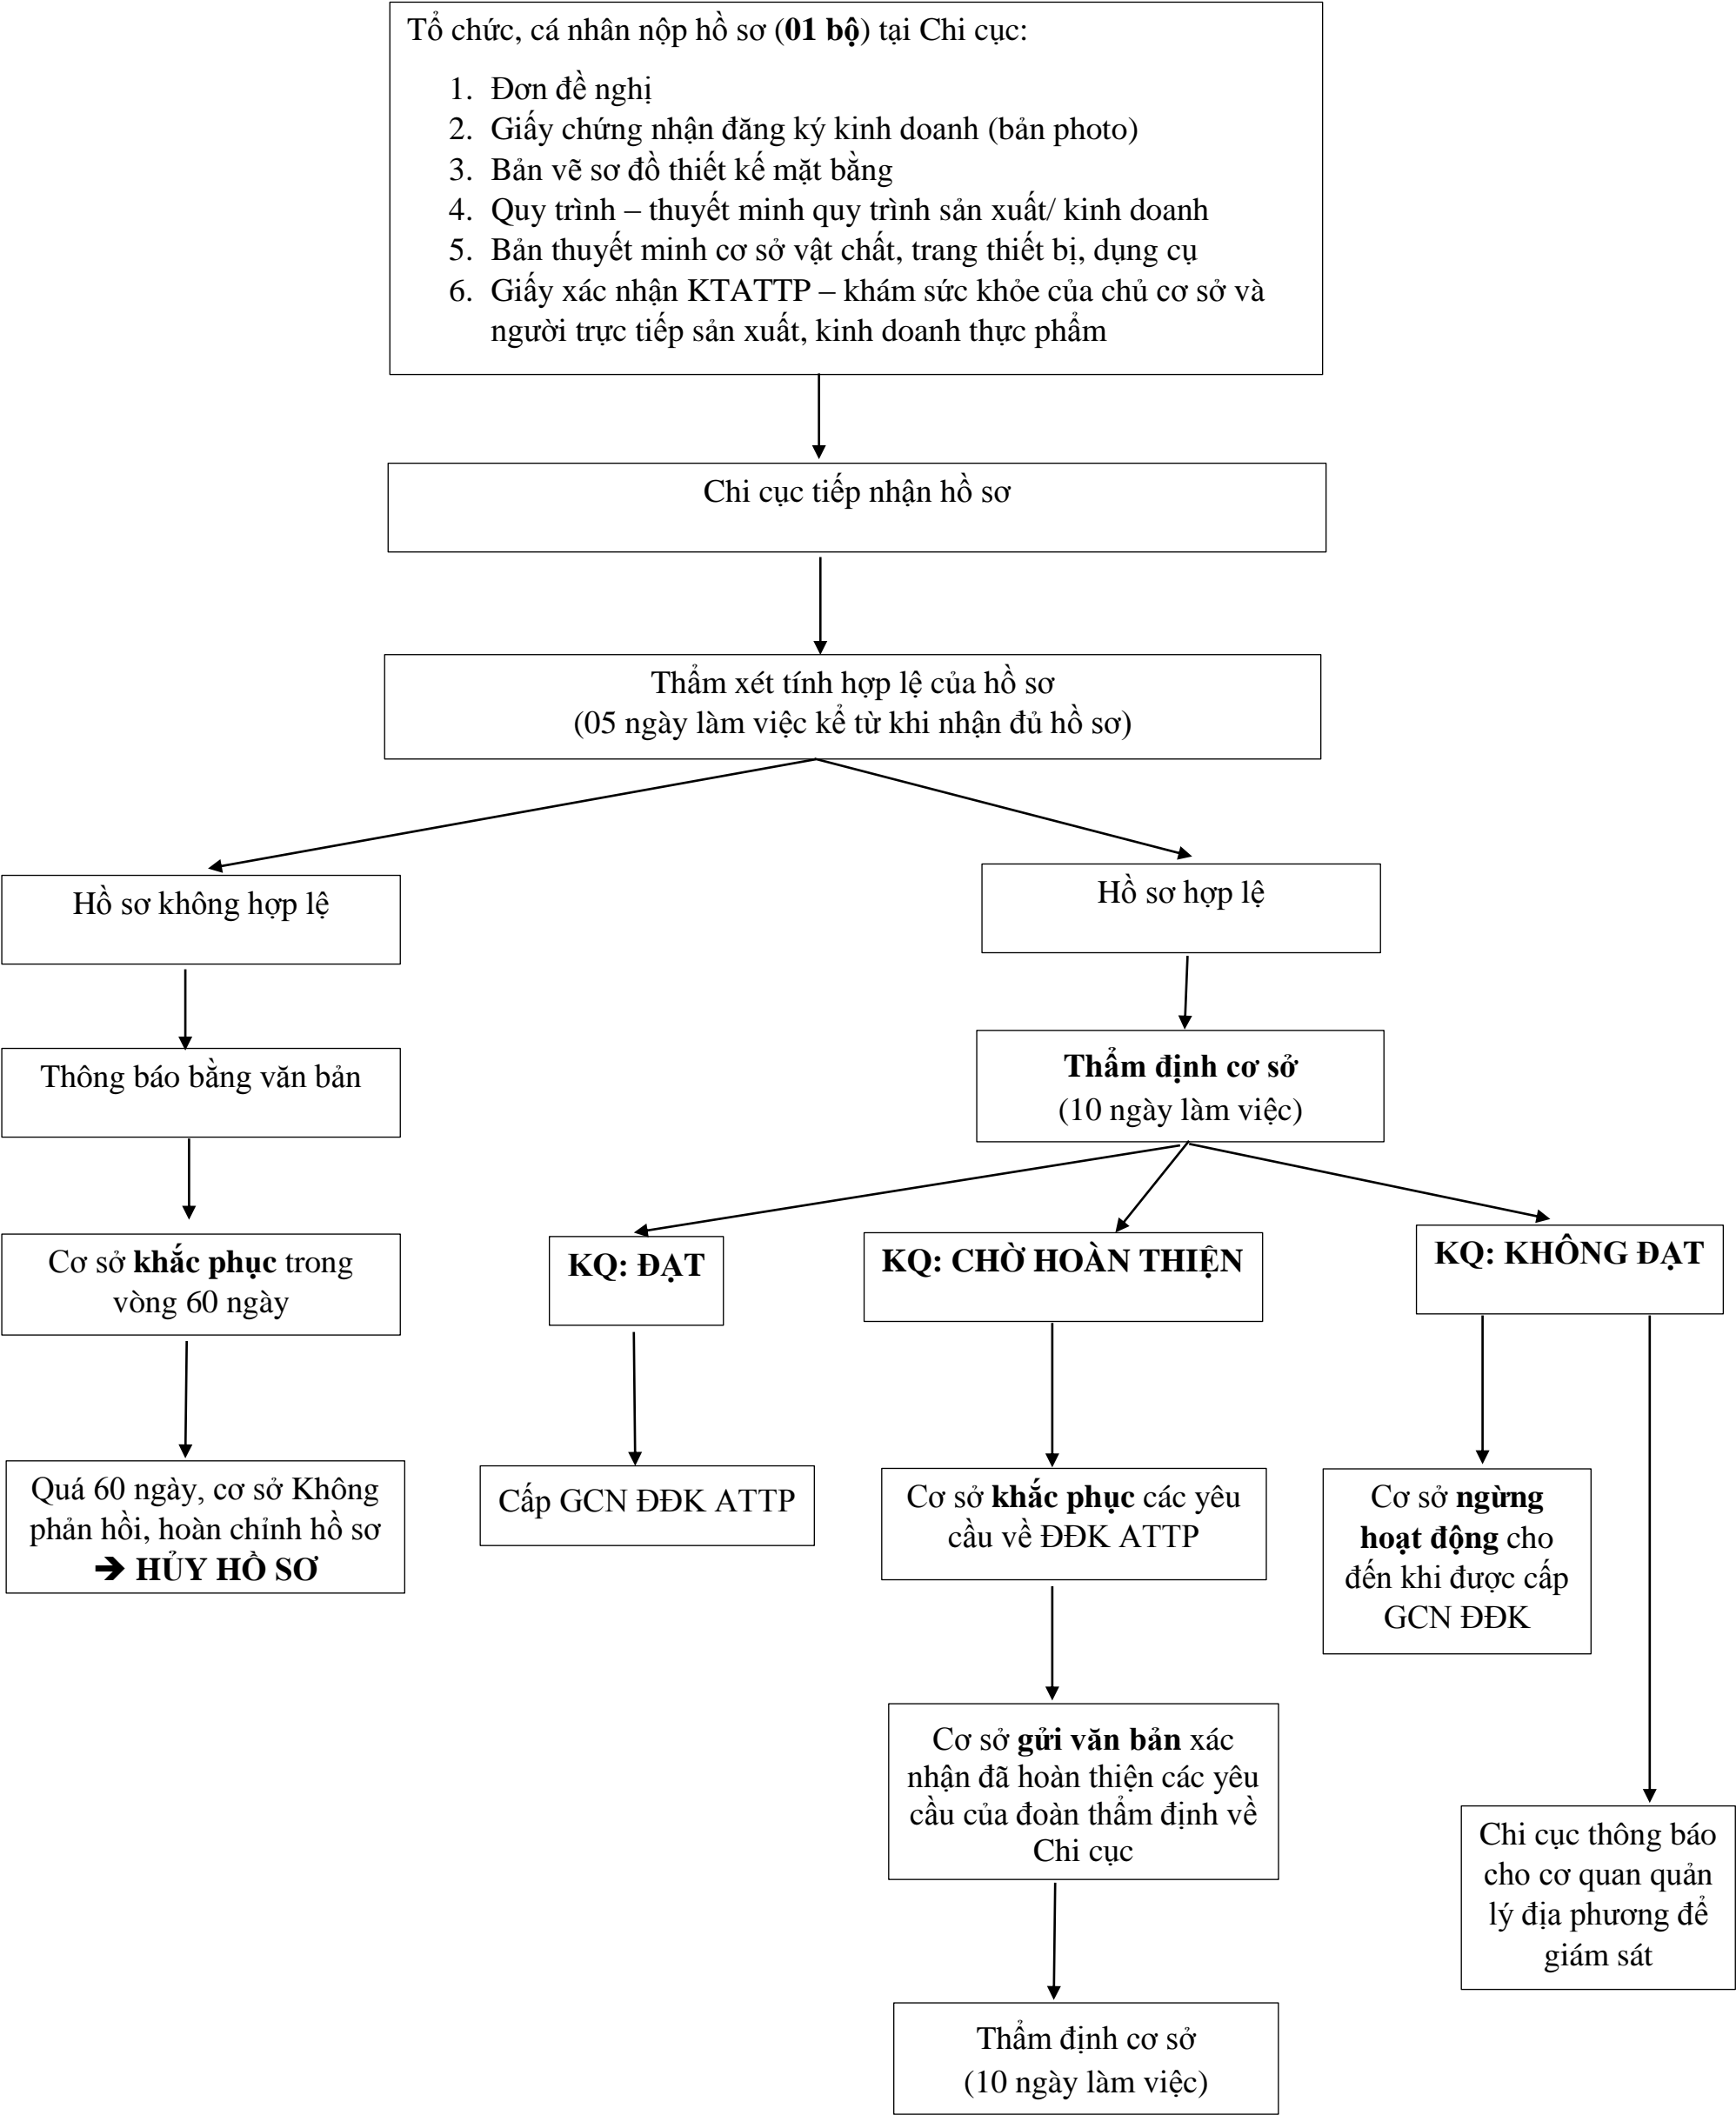 Tổ chức, cá nhân nộp hồ sơ (01 bộ) tại Chi cục:
1. Đơn đề nghị
2. Giấy chứng nhận đăng ký kinh doanh (bản photo)
3. Bản vẽ sơ đồ thiết kế mặt bằng
4. Quy trình – thuyết minh quy trình sản xuất/ kinh doanh
5. Bản thuyết minh cơ sở vật chất, trang thiết bị, dụng cụ
6. Giấy xác nhận KTATTP – khám sức khỏe của chủ cơ sở và
người trực tiếp sản xuất, kinh doanh thực phẩm
Chi cục tiếp nhận hồ sơ
Thẩm xét tính hợp lệ của hồ sơ
(05 ngày làm việc kể từ khi nhận đủ hồ sơ)
Hồ sơ không hợp lệ
Thông báo bằng văn bản
Cơ sở khắc phục trong
vòng 60 ngày
Quá 60 ngày, cơ sở Không
phản hồi, hoàn chỉnh hồ sơ
➔ HỦY HỒ SƠ
Hồ sơ hợp lệ
Thẩm định cơ sở
(10 ngày làm việc)
KQ: ĐẠT
Cấp GCN ĐĐK ATTP
KQ: CHỜ HOÀN THIỆN
Cơ sở khắc phục các yêu
cầu về ĐĐK ATTP
Cơ sở gửi văn bản xác
nhận đã hoàn thiện các yêu
cầu của đoàn thẩm định về
Chi cục
Thẩm định cơ sở
(10 ngày làm việc)
KQ: KHÔNG ĐẠT
Cơ sở ngừng
hoạt động cho
đến khi được cấp
GCN ĐĐK
Chi cục thông báo
cho cơ quan quản
lý địa phương để
giám sát